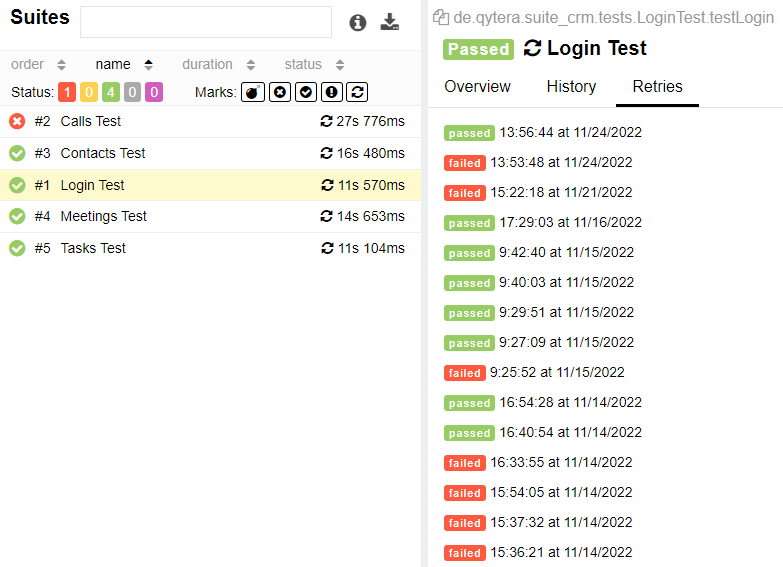 Suites
order name duration status
Status: 1 0 4 0 0 Marks:
#2 Calls Test 27s 776ms
#3 Contacts Test 16s 480ms
#1 Login Test 11s 570ms
#4 Meetings Test 14s 653ms
#5 Tasks Test 11s 104ms
de.qytera.suite_crm.tests.LoginTest.testLogin
Passed Login Test
Overview History Retries
passed 13:56:44 at 11/24/2022
failed 13:53:48 at 11/24/2022
failed 15:22:18 at 11/21/2022
passed 17:29:03 at 11/16/2022
passed 9:42:40 at 11/15/2022
passed 9:40:03 at 11/15/2022
passed 9:29:51 at 11/15/2022
passed 9:27:09 at 11/15/2022
failed 9:25:52 at 11/15/2022
passed 16:54:28 at 11/14/2022
passed 16:40:54 at 11/14/2022
failed 16:33:55 at 11/14/2022
failed 15:54:05 at 11/14/2022
failed 15:37:32 at 11/14/2022
failed 15:36:21 at 11/14/2022